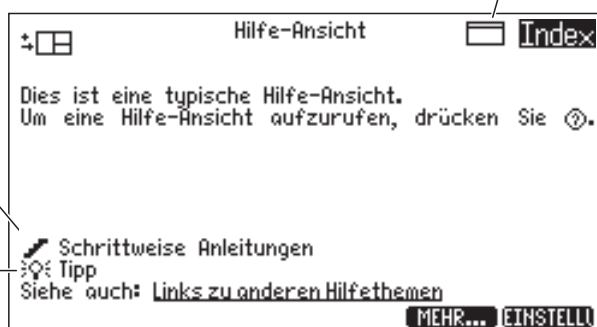 Hilfe-Ansicht
Index
Dies ist eine typische Hilfe-Ansicht.
Um eine Hilfe-Ansicht aufzurufen, drücken Sie ?.
Schrittweise Anleitungen
Tipp
Siehe auch: Links zu anderen Hilfethemen
MEHR... EINSTELLU